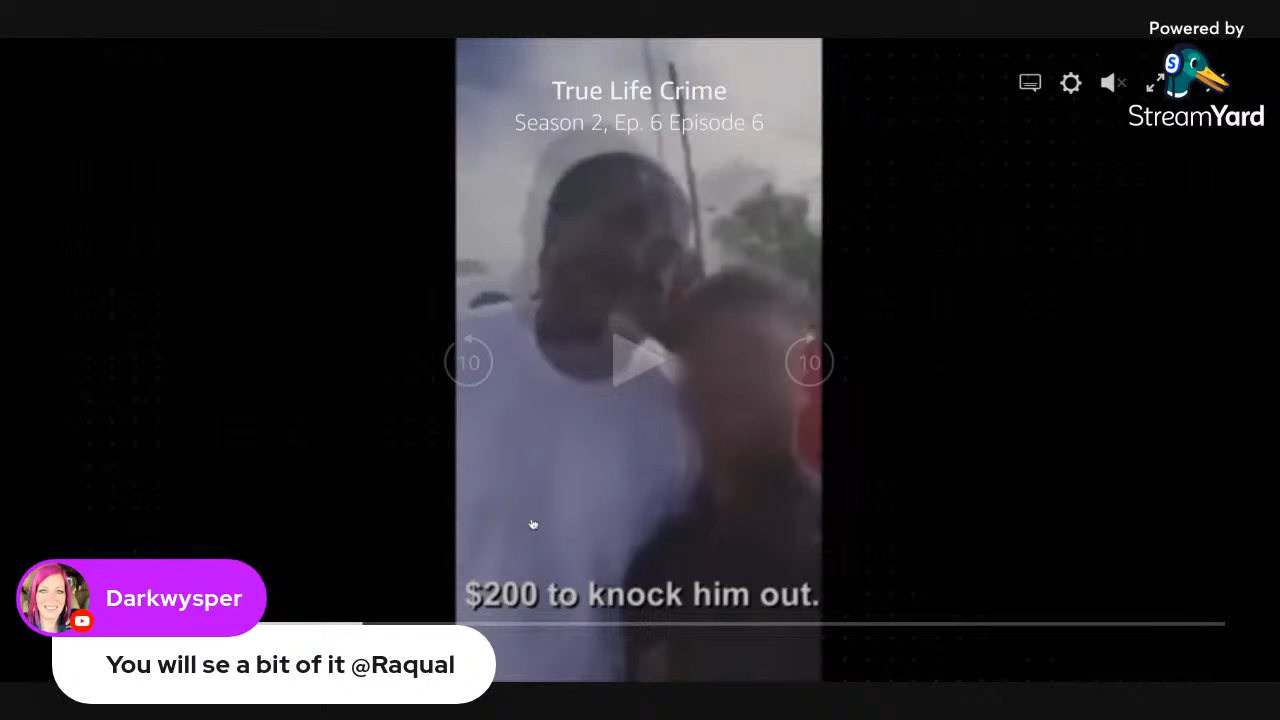 Powered by
StreamYard
True Life Crime
Season 2, Ep. 6 Episode 6
10
10
$200 to knock him out.
Darkwysper
You will se a bit of it @Raqual